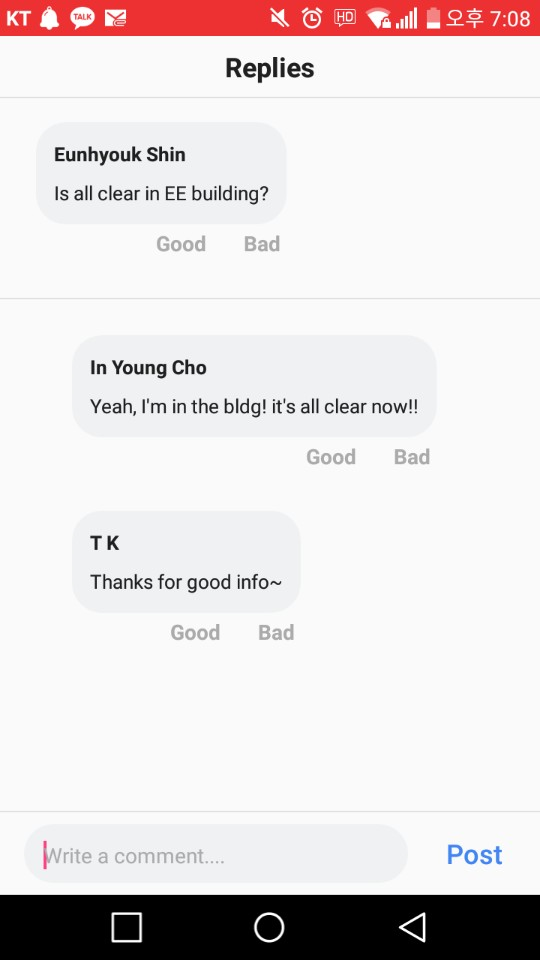 KT TALK HD 오후 7:08
Replies
Eunhyouk Shin
Is all clear in EE building?
Good Bad
In Young Cho
Yeah, I'm in the bldg! it's all clear now!!
Good Bad
T K
Thanks for good info~
Good Bad
Write a comment.... Post